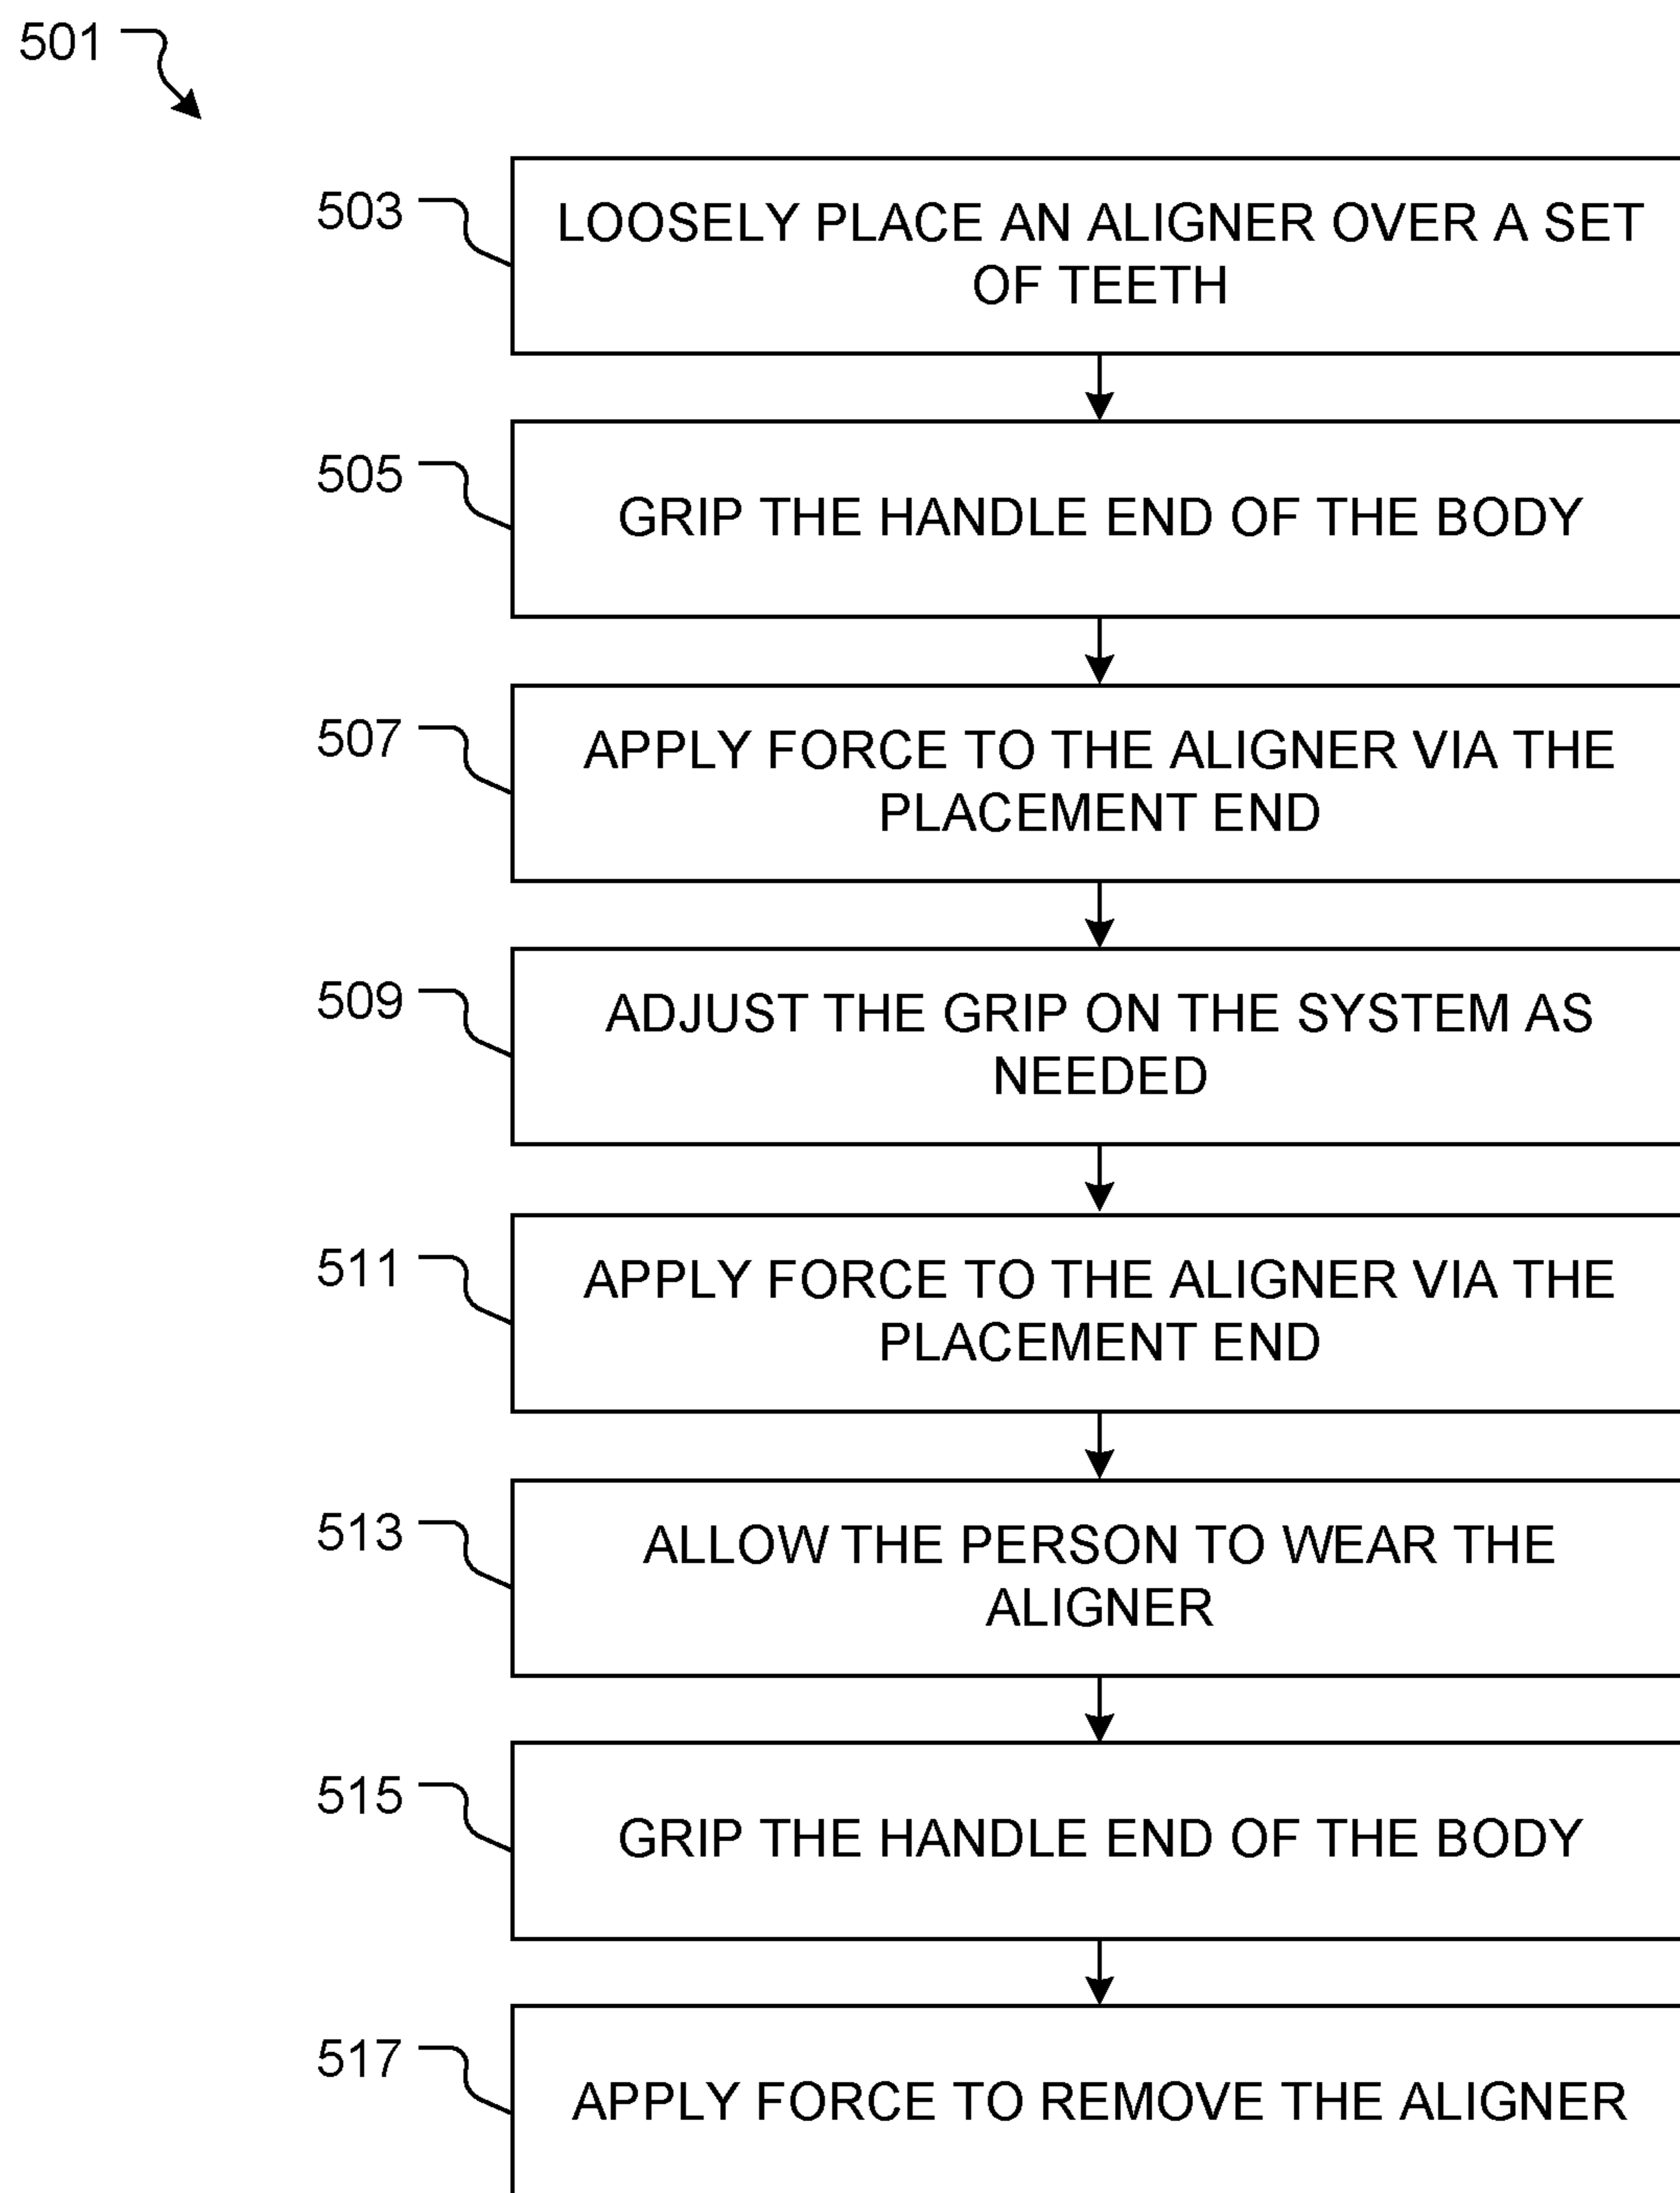 501
503
LOOSELY PLACE AN ALIGNER OVER A SET
OF TEETH
505
GRIP THE HANDLE END OF THE BODY
507
APPLY FORCE TO THE ALIGNER VIA THE
PLACEMENT END
509
ADJUST THE GRIP ON THE SYSTEM AS
NEEDED
511
APPLY FORCE TO THE ALIGNER VIA THE
PLACEMENT END
513
ALLOW THE PERSON TO WEAR THE
ALIGNER
515
GRIP THE HANDLE END OF THE BODY
517
APPLY FORCE TO REMOVE THE ALIGNER